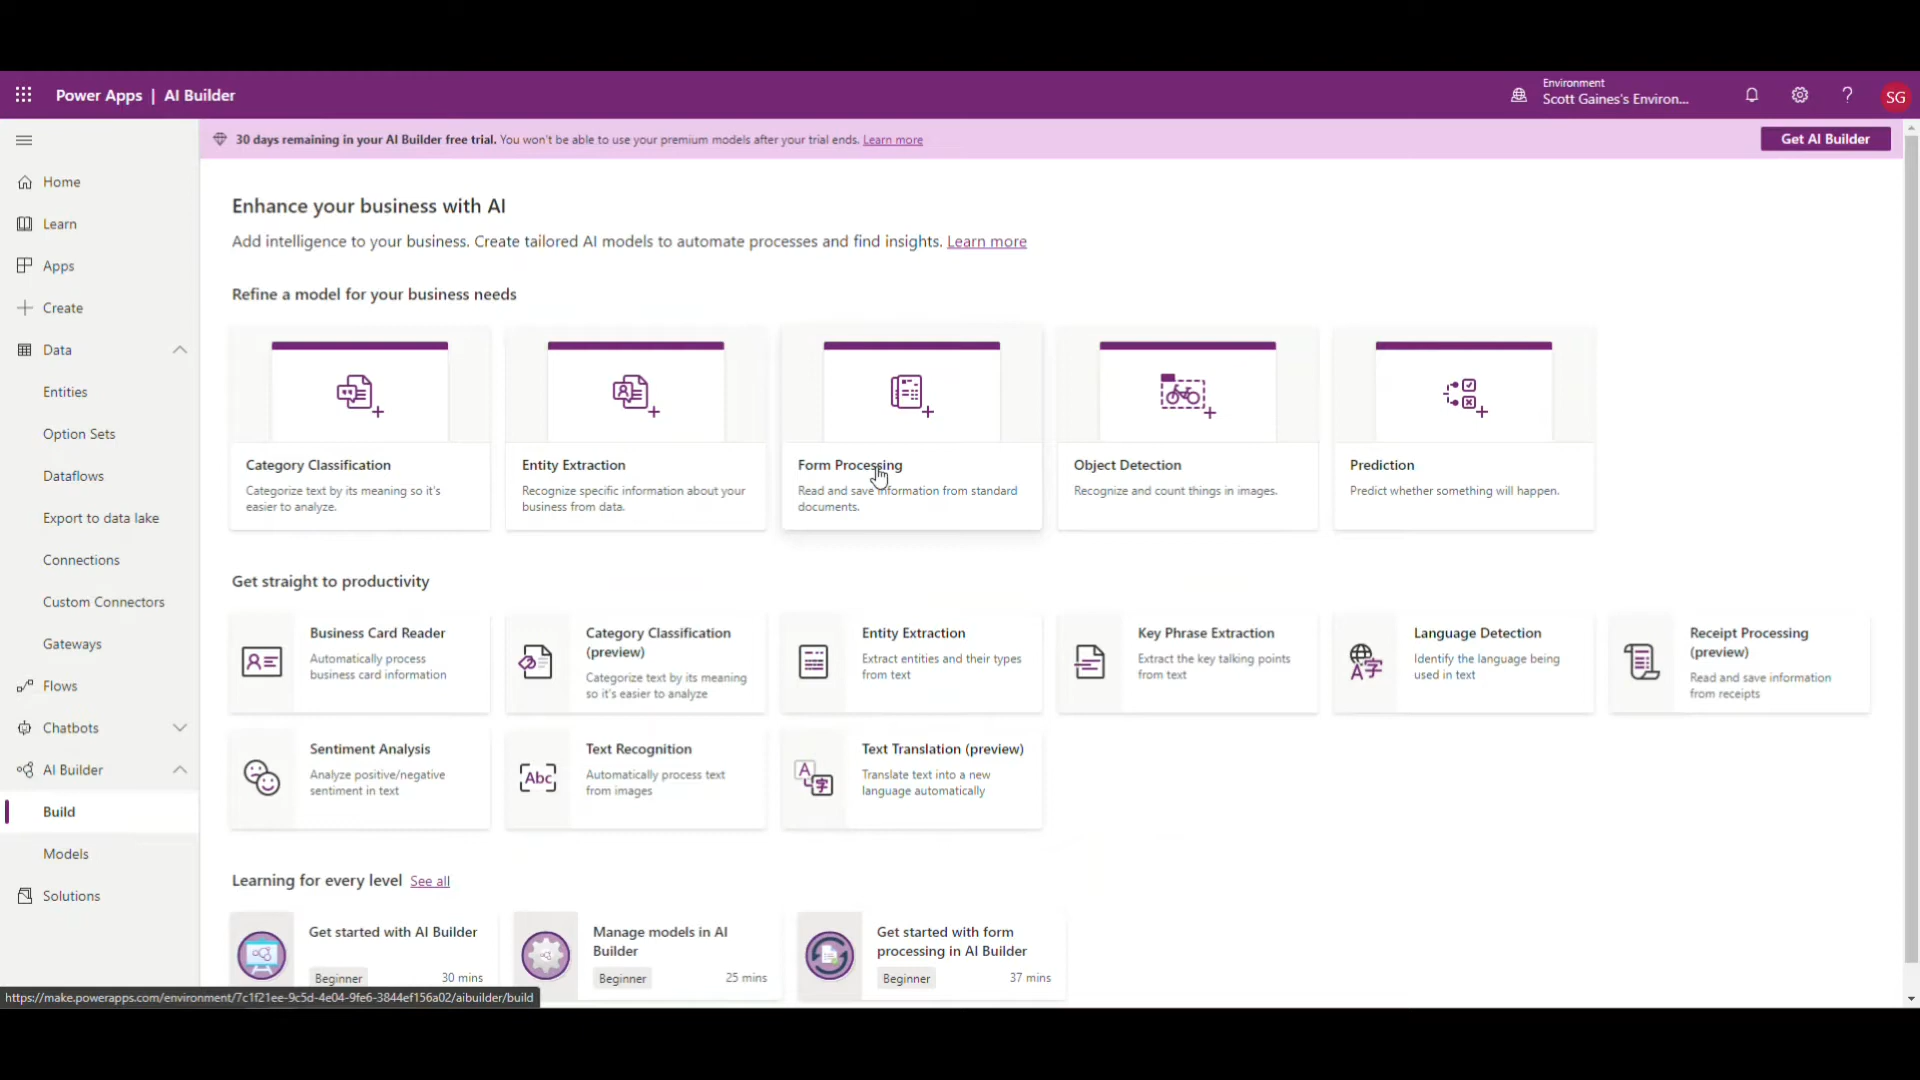 Power Apps | AI Builder
Environment
Scott Gaines's Environ...
?
SG
30 days remaining in your AI Builder free trial. You won't be able to use your premium models after your trial ends. Learn more
Get AI Builder
Home
Learn
Apps
Create
Data
Entities
Option Sets
Dataflows
Export to data lake
Connections
Custom Connectors
Gateways
Flows
Chatbots
AI Builder
Build
Models
Solutions
Enhance your business with AI
Add intelligence to your business. Create tailored AI models to automate processes and find insights. Learn more
Refine a model for your business needs
Category Classification
Categorize text by its meaning so it's
easier to analyze.
Entity Extraction
Recognize specific information about your
business from data.
Form Processing
Read and save information from standard
documents.
Object Detection
Recognize and count things in images.
Prediction
Predict whether something will happen.
Get straight to productivity
Business Card Reader
Automatically process
business card information
Category Classification
(preview)
Categorize text by its meaning
so it's easier to analyze
Entity Extraction
Extract entities and their types
from text
Key Phrase Extraction
Extract the key talking points
from text
A字
Language Detection
Identify the language being
used in text
Receipt Processing
(preview)
Read and save information
from receipts
Sentiment Analysis
Analyze positive/negative
sentiment in text
Abc
Text Recognition
Automatically process text
from images
A字
Text Translation (preview)
Translate text into a new
language automatically
Learning for every level See all
Get started with AI Builder
Beginner 30 mins
Manage models in AI
Builder
Beginner 25 mins
Get started with form
processing in AI Builder
Beginner 37 mins
https://make.powerapps.com/environment/7c1f21ee-9c5d-4e04-9fe6-3844ef156a02/aibuilder/build